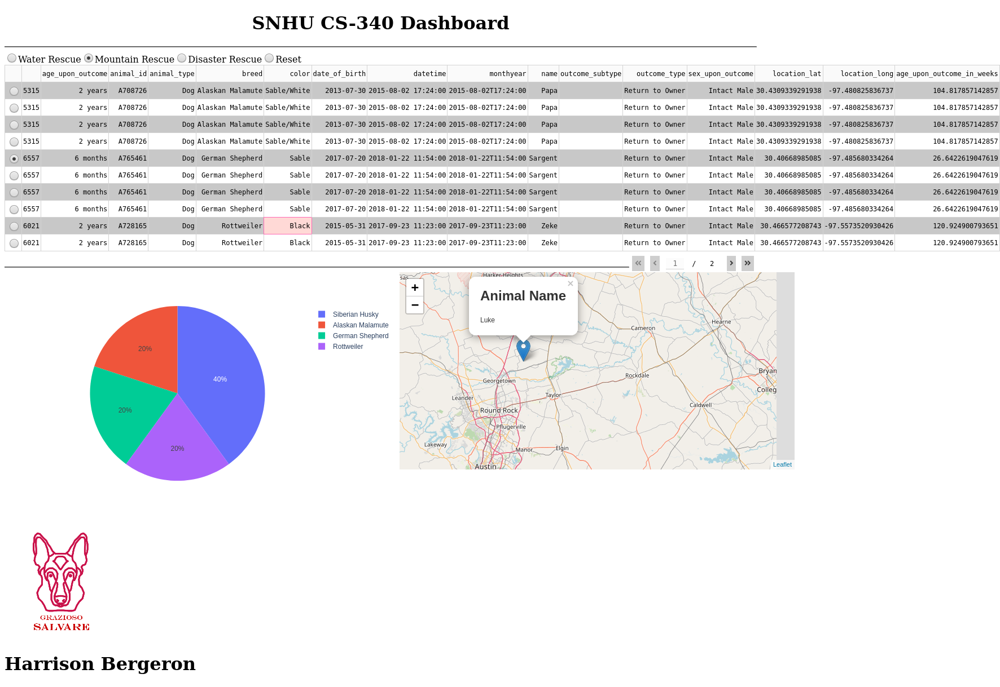 SNHU CS-340 Dashboard
Water Rescue Mountain Rescue Disaster Rescue Reset
age_upon_outcome animal_id animal_type breed color date_of_birth datetime monthyear name outcome_subtype outcome_type sex_upon_outcome location_lat location_long age_upon_outcome_in_weeks
5315 2 years A708726 Dog Alaskan Malamute Sable/White 2013-07-30 2015-08-02 17:24:00 2015-08-02T17:24:00 Papa Return to Owner Intact Male 30.4309339291938 -97.480825836737 104.817857142857
5315 2 years A708726 Dog Alaskan Malamute Sable/White 2013-07-30 2015-08-02 17:24:00 2015-08-02T17:24:00 Papa Return to Owner Intact Male 30.4309339291938 -97.480825836737 104.817857142857
5315 2 years A708726 Dog Alaskan Malamute Sable/White 2013-07-30 2015-08-02 17:24:00 2015-08-02T17:24:00 Papa Return to Owner Intact Male 30.4309339291938 -97.480825836737 104.817857142857
5315 2 years A708726 Dog Alaskan Malamute Sable/White 2013-07-30 2015-08-02 17:24:00 2015-08-02T17:24:00 Papa Return to Owner Intact Male 30.4309339291938 -97.480825836737 104.817857142857
6557 6 months A765461 Dog German Shepherd Sable 2017-07-20 2018-01-22 11:54:00 2018-01-22T11:54:00 Sargent Return to Owner Intact Male 30.40668985085 -97.485680334264 26.6422619047619
6557 6 months A765461 Dog German Shepherd Sable 2017-07-20 2018-01-22 11:54:00 2018-01-22T11:54:00 Sargent Return to Owner Intact Male 30.40668985085 -97.485680334264 26.6422619047619
6557 6 months A765461 Dog German Shepherd Sable 2017-07-20 2018-01-22 11:54:00 2018-01-22T11:54:00 Sargent Return to Owner Intact Male 30.40668985085 -97.485680334264 26.6422619047619
6557 6 months A765461 Dog German Shepherd Sable 2017-07-20 2018-01-22 11:54:00 2018-01-22T11:54:00 Sargent Return to Owner Intact Male 30.40668985085 -97.485680334264 26.6422619047619
6021 2 years A728165 Dog Rottweiler Black 2015-05-31 2017-09-23 11:23:00 2017-09-23T11:23:00 Zeke Return to Owner Intact Male 30.466577208743 -97.5573520930426 120.924900793651
6021 2 years A728165 Dog Rottweiler Black 2015-05-31 2017-09-23 11:23:00 2017-09-23T11:23:00 Zeke Return to Owner Intact Male 30.466577208743 -97.5573520930426 120.924900793651
« ‹ 1 / 2 › »
Siberian Husky
Alaskan Malamute
German Shepherd
Rottweiler
20%
40%
20%
20%
+
−
sas
Harker Heights
×
Animal Name
Luke
Cameron
Hearne
Bryan
Rockdale
Georgetown
Colleg
Leander
Taylor
Caldwell
Round Rock
Pflugerville
Lakeway
Manor
Elgin
Austin
Leaflet
GRAZIOSO
SALVARE
Harrison Bergeron